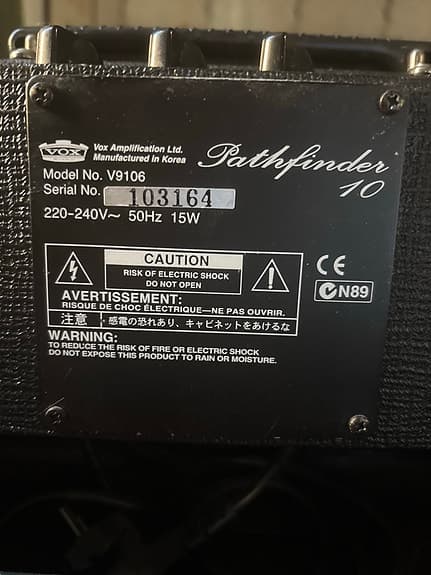 VOX
Vox Amplification Ltd.
Manufactured in Korea
Pathfinder
10
Model No. V9106
Serial No. 103164
220-240V～ 50Hz 15W
CAUTION
RISK OF ELECTRIC SHOCK
DO NOT OPEN
AVERTISSEMENT:
RISQUE DE CHOC ÉLECTRIQUE—NE PAS OUVRIR.
注意 : 感電の恐れあり、キャビネットをあけるな
CE
N89
WARNING:
TO REDUCE THE RISK OF FIRE OR ELECTRIC SHOCK
DO NOT EXPOSE THIS PRODUCT TO RAIN OR MOISTURE.